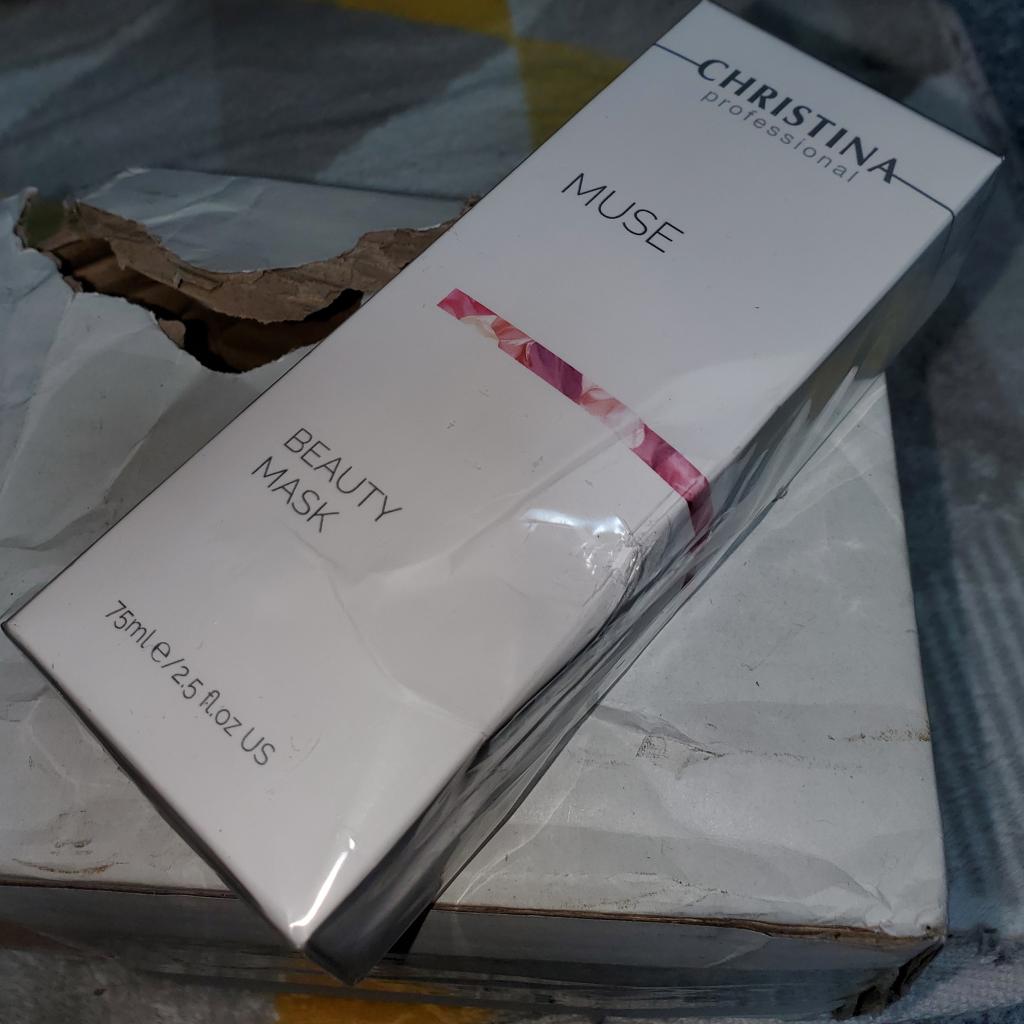 CHRISTINA
professional
MUSE
BEAUTY
MASK
75ml e/2.5 fl.oz US